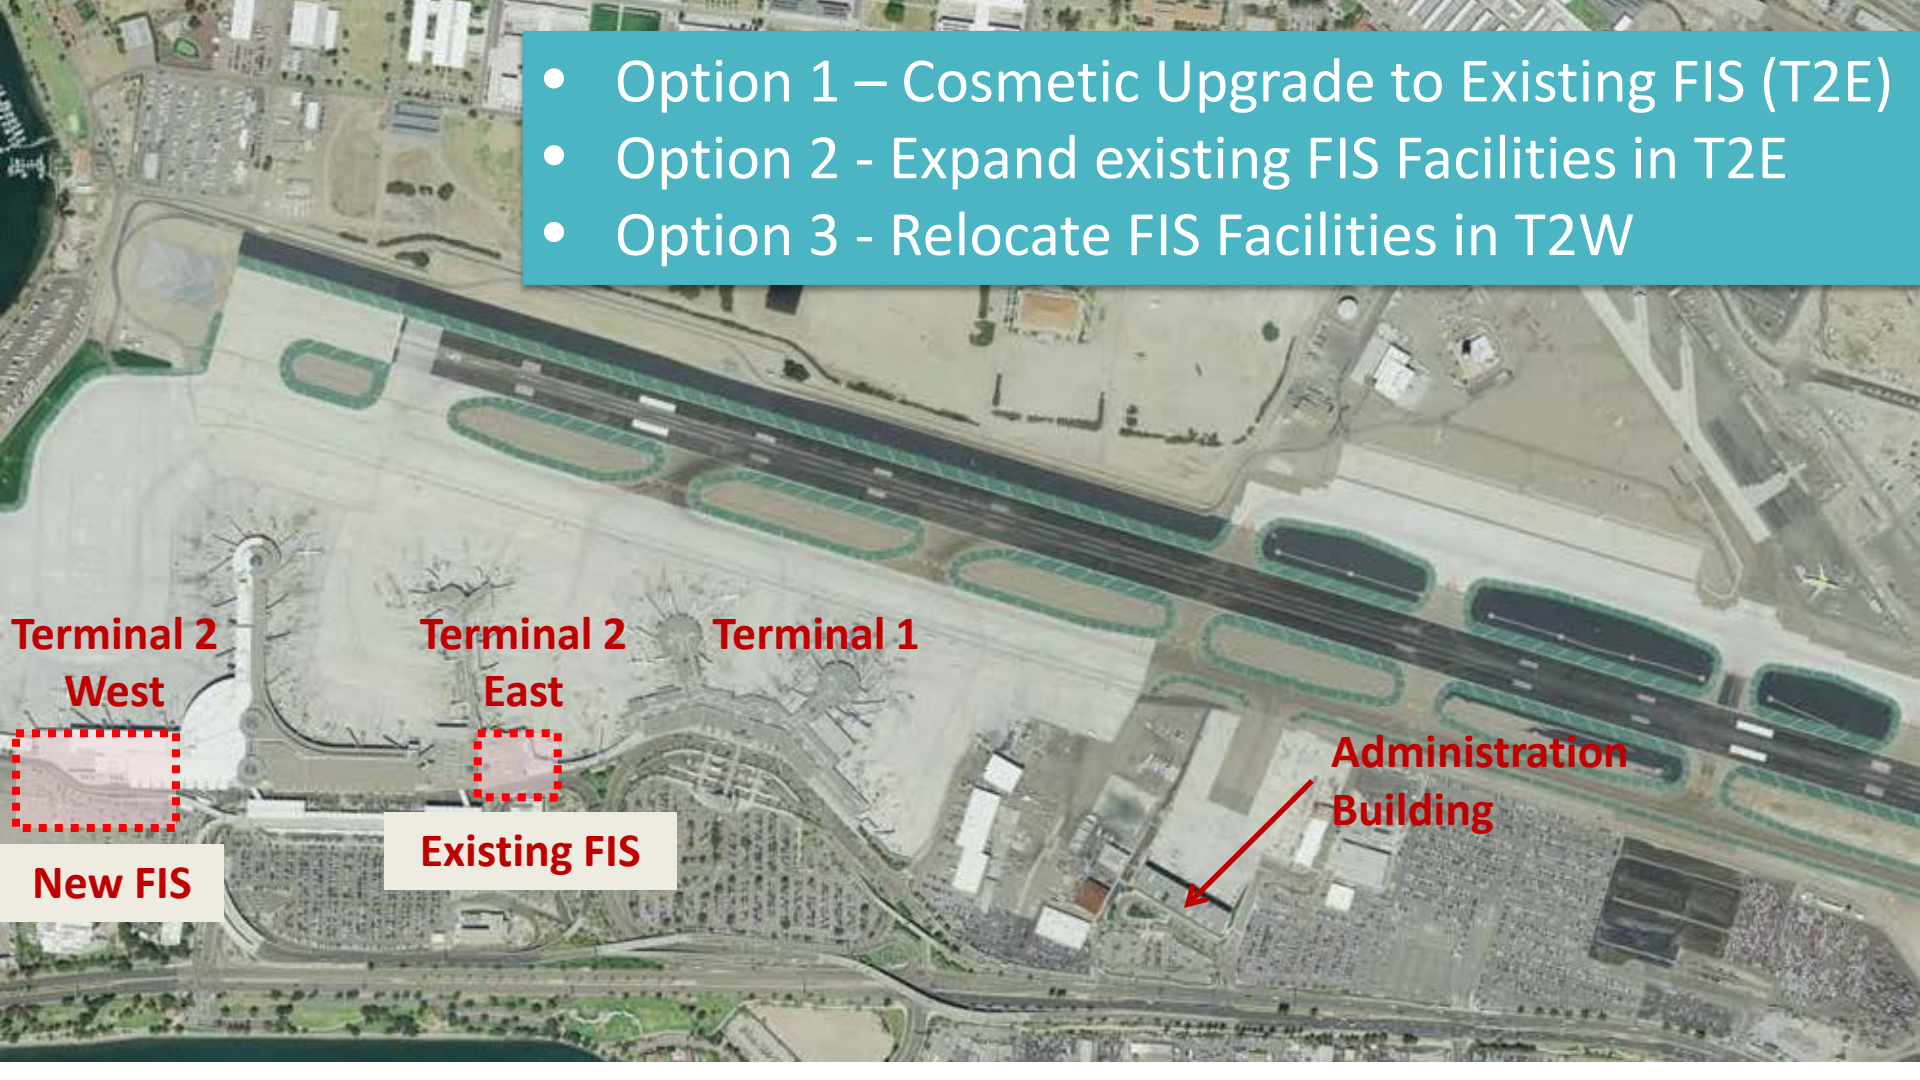 • Option 1 – Cosmetic Upgrade to Existing FIS (T2E)
• Option 2 - Expand existing FIS Facilities in T2E
• Option 3 - Relocate FIS Facilities in T2W
Terminal 2
West
Terminal 2
East
Terminal 1
Administration
Building
Existing FIS
New FIS